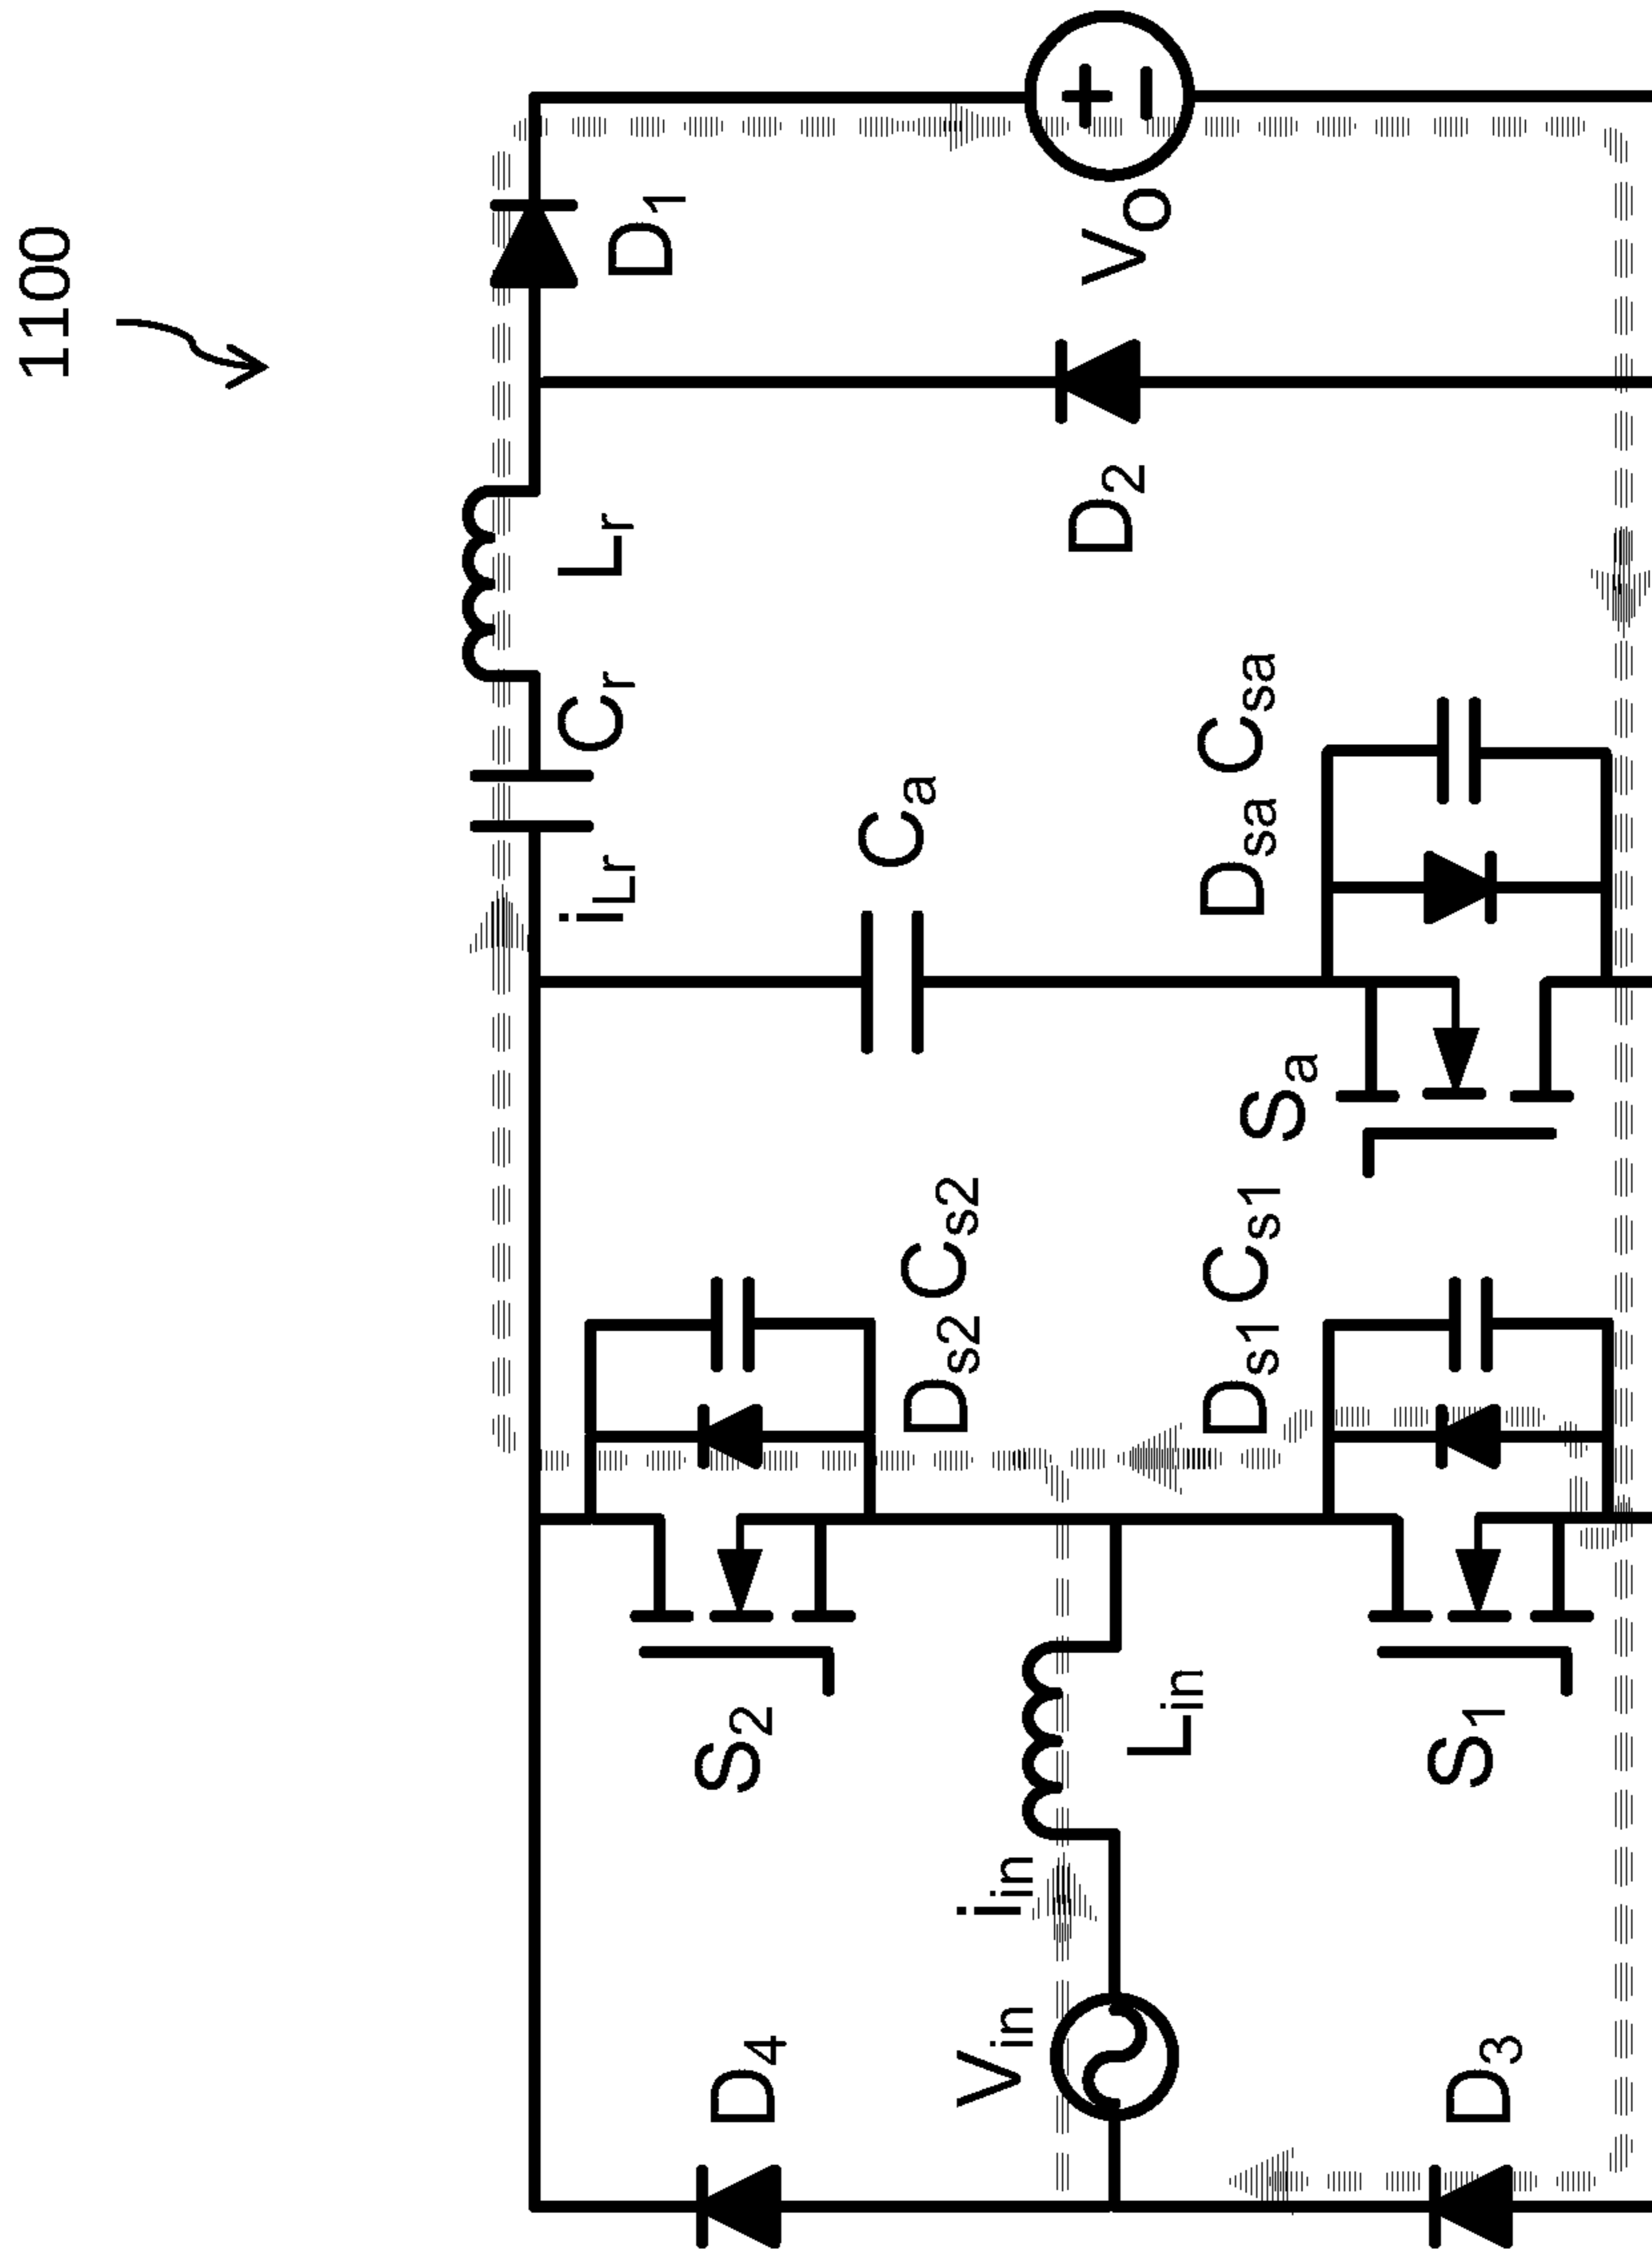 1100
iLr
Cr
Lr
D1
D4
S2
Ds2 Cs2
Ca
D2
Vo
Vin
iin
Lin
D3
S1
Ds1 Cs1
Sa
Dsa Csa